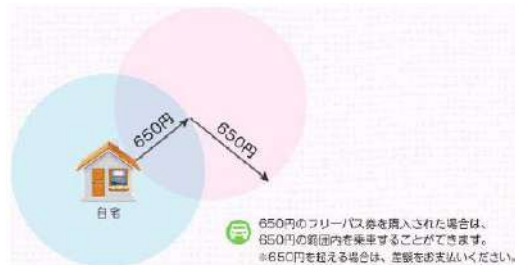 650円
650円
自宅
650円のフリーパス券を購入された場合は、
650円の範囲内を乗車することができます。
※650円を超える場合は、差額をお支払いください。